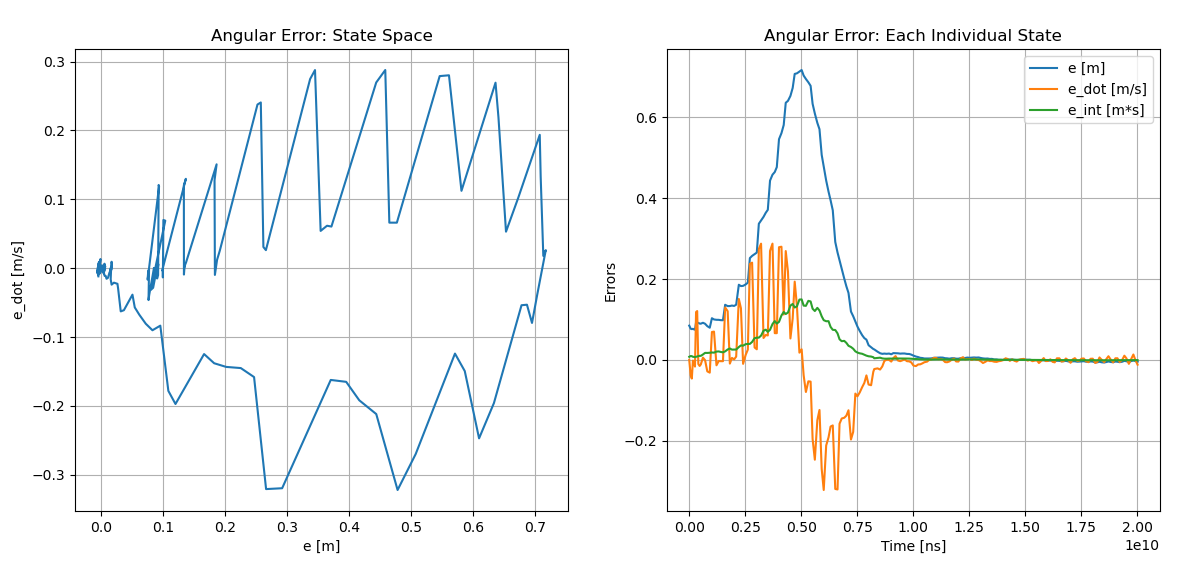 Angular Error: State Space
0.3
0.2
0.1
0.0
−0.1
−0.2
−0.3
e_dot [m/s]
0.0 0.1 0.2 0.3 0.4 0.5 0.6 0.7
e [m]
Angular Error: Each Individual State
e [m]
e_dot [m/s]
e_int [m*s]
0.6
0.4
0.2
0.0
−0.2
Errors
0.00 0.25 0.50 0.75 1.00 1.25 1.50 1.75 2.00
1e10
Time [ns]